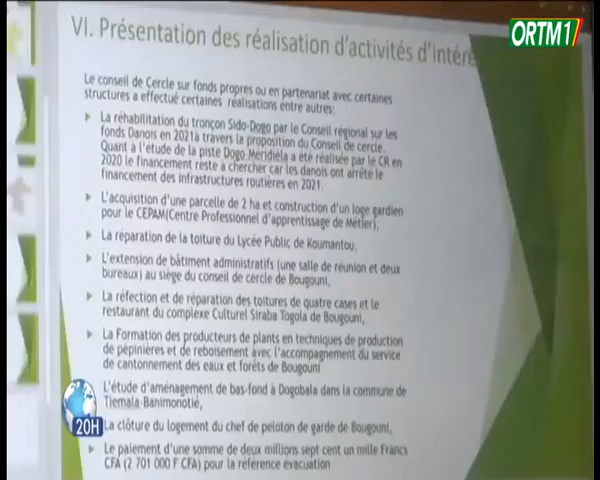 ORTM1
VI. Présentation des réalisation d'activités d'intére
Le conseil de Cercle sur fonds propres ou en partenariat avec certaines
structures a effectué certaines réalisations entre autres:
La réhabilitation du tronçon Sido-Dogo par le Conseil régional sur les
fonds Danois en 2021a travers la proposition du Conseil de cercle.
Quant à l'étude de la piste Dogo-Méridiéla a été réalisée par le CR en
2020 le financement reste à chercher car les danois ont arrêté le
financement des infrastructures routières en 2021.
L'acquisition d'une parcelle de 2 ha et construction d'un loge gardien
pour le CEPAM(Centre Professionnel d'apprentissage de Métier),
La réparation de la toiture du Lycée Public de Koumantou,
L'extension de bâtiment administratifs (une salle de réunion et deux
bureaux) au siège du conseil de cercle de Bougouni,
La réfection et de réparation des toitures de quatre cases et le
restaurant du complexe Culturel Siraba Togola de Bougouni,
La Formation des producteurs de plants en techniques de production
de pépinières et de reboisement avec l'accompagnement du service
de cantonnement des eaux et forêts de Bougouni
L'étude d'aménagement de bas-fond à Dogobala dans la commune de
Tiemala-Banimonotié,
La clôture du logement du chef de peloton de garde de Bougouni,
Le paiement d'une somme de deux millions sept cent un mille Francs
CFA (2 701 000 F CFA) pour la référence évacuation
20H